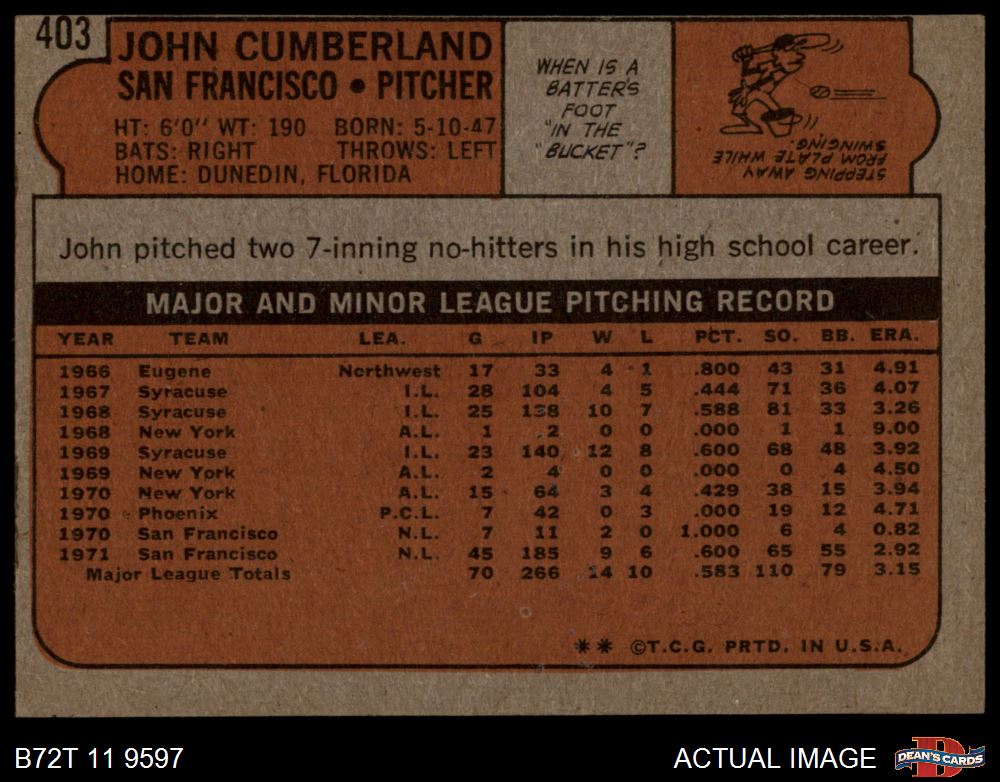 403
JOHN CUMBERLAND
SAN FRANCISCO • PITCHER
HT: 6'0" WT: 190 BORN: 5-10-47
BATS: RIGHT THROWS: LEFT
HOME: DUNEDIN, FLORIDA
WHEN IS A
BATTER'S
FOOT
"IN THE
"BUCKET"?
STEPPING AWAY
FROM PLATE WHILE
SWINGING.
John pitched two 7-inning no-hitters in his high school career.
MAJOR AND MINOR LEAGUE PITCHING RECORD
YEAR TEAM LEA. G IP W L PCT. SO. BB. ERA.
1966 Eugene Northwest 17 33 4 1 .800 43 31 4.91
1967 Syracuse I.L. 28 104 4 5 .444 71 36 4.07
1968 Syracuse I.L. 25 138 10 7 .588 81 33 3.26
1968 New York A.L. 1 2 0 0 .000 1 1 9.00
1969 Syracuse I.L. 23 140 12 8 .600 68 48 3.92
1969 New York A.L. 2 4 0 0 .000 0 4 4.50
1970 New York A.L. 15 64 3 4 .429 38 15 3.94
1970 Phoenix P.C.L. 7 42 0 3 .000 19 12 4.71
1970 San Francisco N.L. 7 11 2 0 1.000 6 4 0.82
1971 San Francisco N.L. 45 185 9 6 .600 65 55 2.92
Major League Totals 70 266 14 10 .583 110 79 3.15
** ©T.C.G. PRTD. IN U.S.A.
B72T 11 9597
ACTUAL IMAGE
D
DEAN'S CARDS